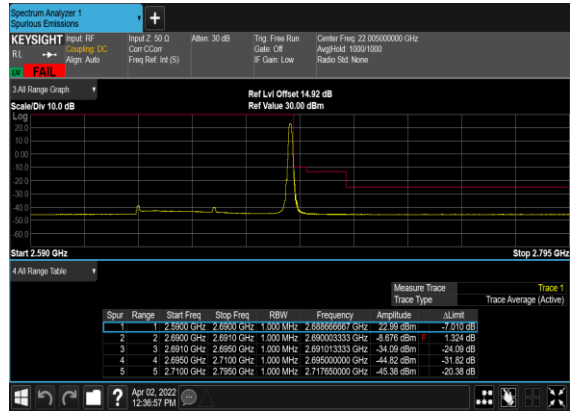 Spectrum Analyzer 1
Spurious Emissions
+
KEYSIGHT Input: RF Input Z: 50 Ω Atten: 30 dB Trig: Free Run Center Freq: 22.005000000 GHz
RL Coupling: DC Corr CCorr Gate: Off Avg|Hold: 1000/1000
Align: Auto Freq Ref: Int (S) IF Gain: Low Radio Std: None
FAIL
3 All Range Graph
Ref Lvl Offset 14.92 dB
Scale/Div 10.0 dB Ref Value 30.00 dBm
Log
20.0
10.0
0.00
-10.0
-20.0
-30.0
-40.0
-50.0
-60.0
Start 2.590 GHz Stop 2.795 GHz
4 All Range Table
Measure Trace Trace 1
Trace Type Trace Average (Active)
Spur Range Start Freq Stop Freq RBW Frequency Amplitude ΔLimit
1 1 2.5900 GHz 2.6900 GHz 1.000 MHz 2.688666667 GHz 22.99 dBm -7.010 dB
2 2 2.6900 GHz 2.6910 GHz 1.000 MHz 2.690003333 GHz -8.676 dBm F 1.324 dB
3 3 2.6910 GHz 2.6950 GHz 1.000 MHz 2.691013333 GHz -34.09 dBm -24.09 dB
4 4 2.6950 GHz 2.7100 GHz 1.000 MHz 2.695000000 GHz -44.82 dBm -31.82 dB
5 5 2.7100 GHz 2.7950 GHz 1.000 MHz 2.717650000 GHz -45.38 dBm -20.38 dB
? Apr 02, 2022
12:36:57 PM